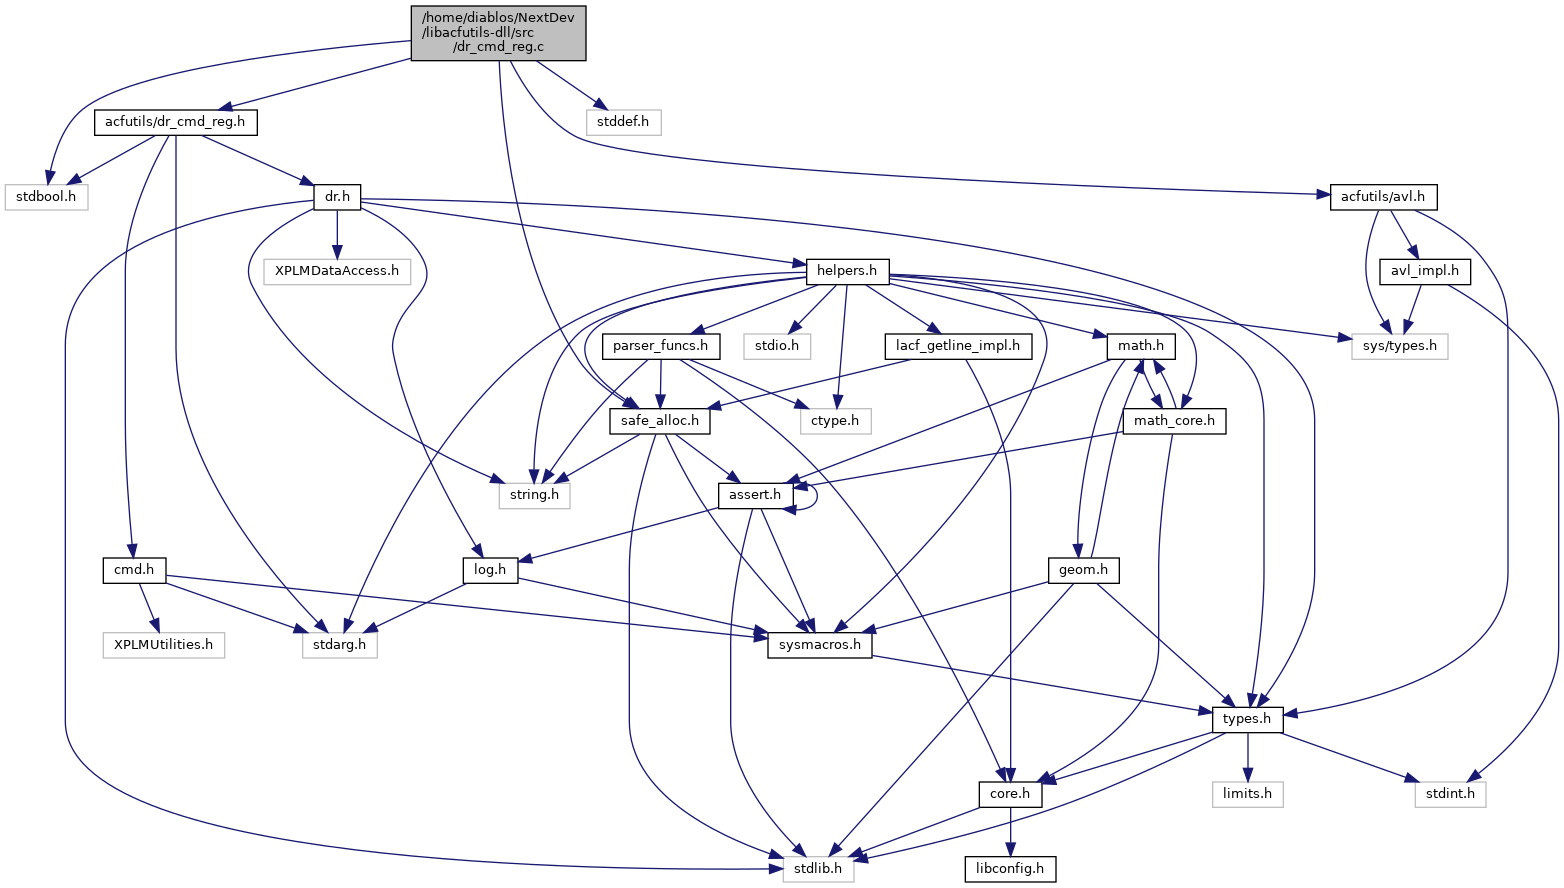 /home/diablos/NextDev
/libacfutils-dll/src
/dr_cmd_reg.c
acfutils/dr_cmd_reg.h
stddef.h
stdbool.h
dr.h
acfutils/avl.h
XPLMDataAccess.h
helpers.h
avl_impl.h
parser_funcs.h
stdio.h
lacf_getline_impl.h
math.h
sys/types.h
safe_alloc.h
ctype.h
math_core.h
string.h
assert.h
cmd.h
log.h
geom.h
XPLMUtilities.h
stdarg.h
sysmacros.h
types.h
core.h
limits.h
stdint.h
stdlib.h
libconfig.h